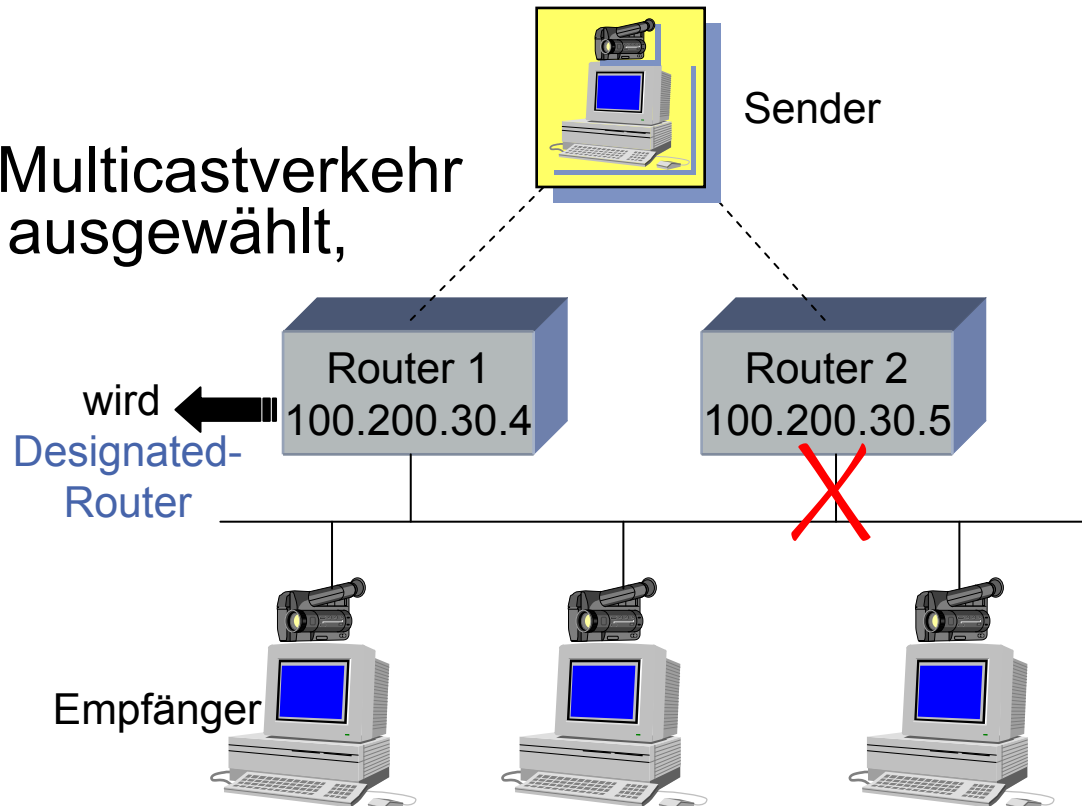 Sender
Multicastverkehr
ausgewählt,
Router 1
100.200.30.4
Router 2
100.200.30.5
wird
Designated-
Router
Empfänger